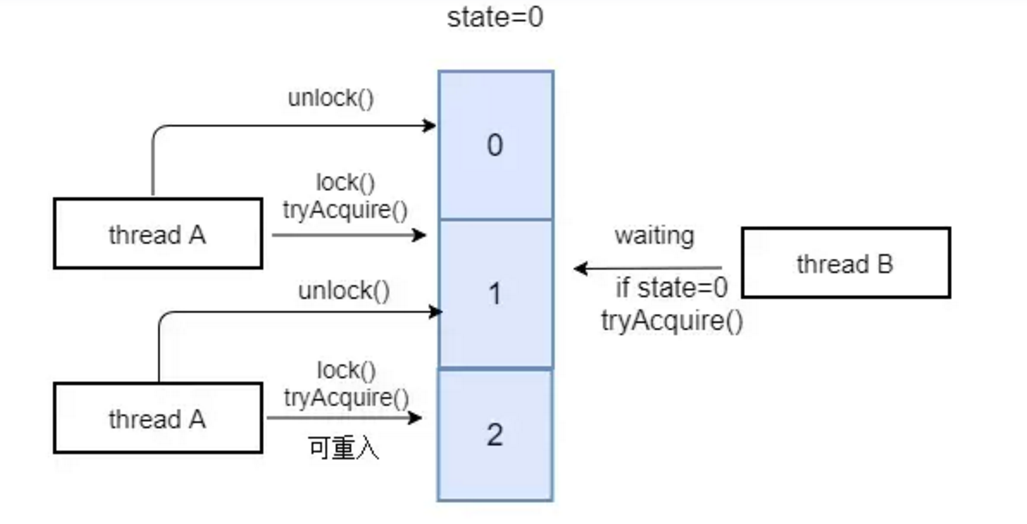 state=0
unlock()
0
lock()
tryAcquire()
thread A
waiting
thread B
if state=0
tryAcquire()
unlock()
1
lock()
tryAcquire()
thread A
可重入
2